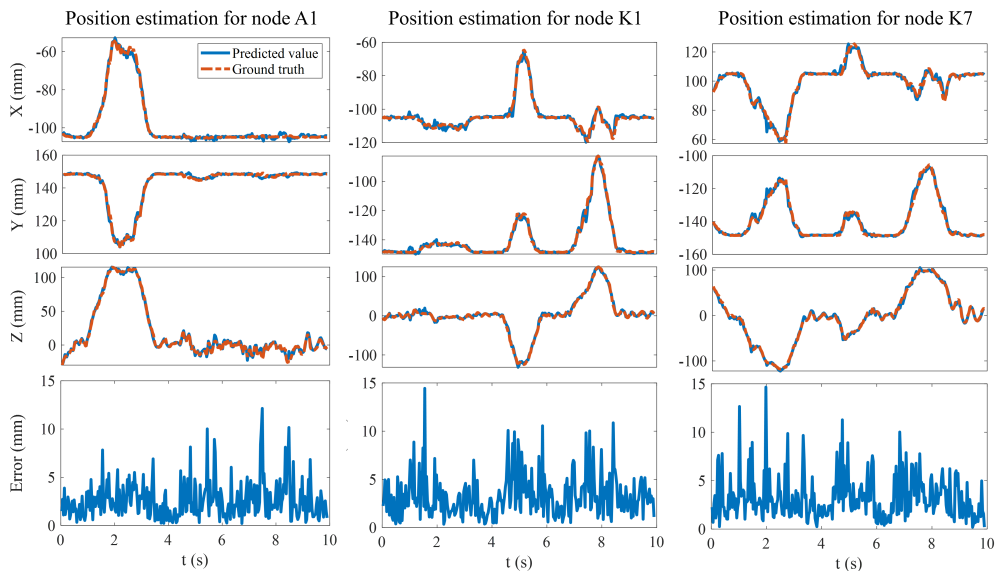 Position estimation for node A1
Position estimation for node K1
Position estimation for node K7
Predicted value
Ground truth
X (mm)
-60
-80
-100
-60
-80
-100
-120
120
100
80
60
Y (mm)
160
140
120
100
-100
-120
-140
-100
-120
-140
-160
Z (mm)
100
50
0
100
0
-100
100
0
-100
Error (mm)
15
10
5
0
15
10
5
0
15
10
5
0
0 2 4 6 8 10
0 2 4 6 8 10
0 2 4 6 8 10
t (s)
t (s)
t (s)